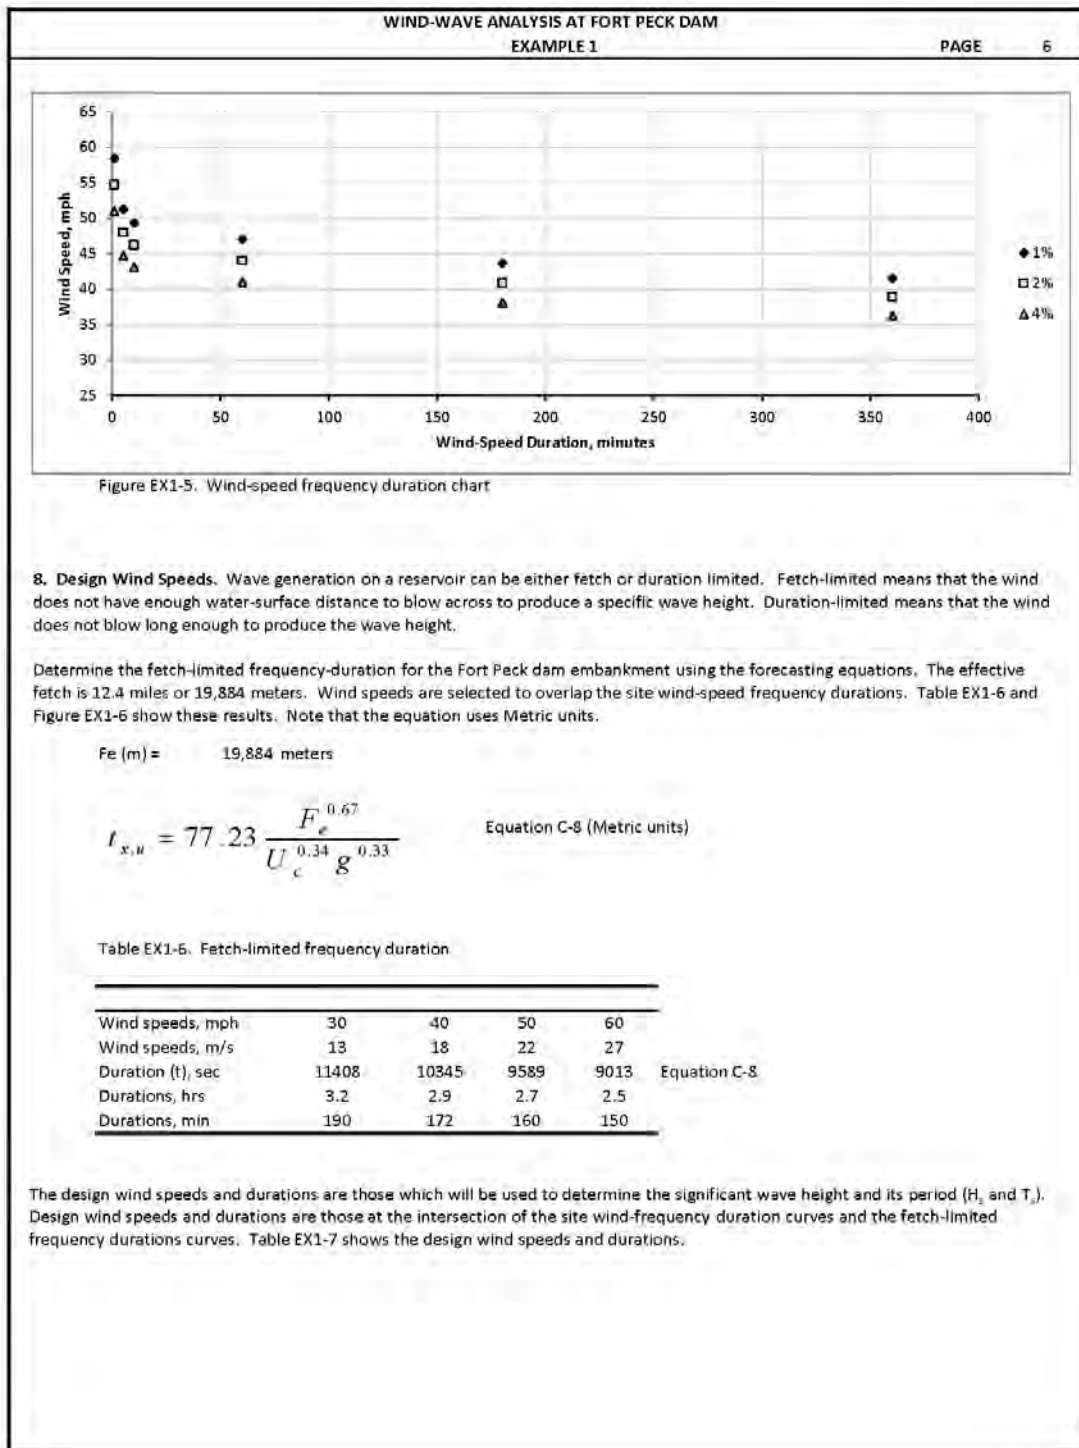 WIND-WAVE ANALYSIS AT FORT PECK DAM
EXAMPLE 1 PAGE 6
65
60
55
50
45
40
35
30
25
Wind Speed, mph
0 50 100 150 200 250 300 350 400
Wind-Speed Duration, minutes
1%
2%
4%
Figure EX1-5. Wind-speed frequency duration chart
8. Design Wind Speeds. Wave generation on a reservoir can be either fetch or duration limited. Fetch-limited means that the wind
does not have enough water-surface distance to blow across to produce a specific wave height. Duration-limited means that the wind
does not blow long enough to produce the wave height.
Determine the fetch-limited frequency-duration for the Fort Peck dam embankment using the forecasting equations. The effective
fetch is 12.4 miles or 19,884 meters. Wind speeds are selected to overlap the site wind-speed frequency durations. Table EX1-6 and
Figure EX1-6 show these results. Note that the equation uses Metric units.
Fe (m) = 19,884 meters
t x,u = 77.23 F e 0.67 / U c 0.34 g 0.33 Equation C-8 (Metric units)
Table EX1-6. Fetch-limited frequency duration
Wind speeds, mph 30 40 50 60
Wind speeds, m/s 13 18 22 27
Duration (t), sec 11408 10345 9589 9013 Equation C-8
Durations, hrs 3.2 2.9 2.7 2.5
Durations, min 190 172 160 150
The design wind speeds and durations are those which will be used to determine the significant wave height and its period (Hs and Ts).
Design wind speeds and durations are those at the intersection of the site wind-frequency duration curves and the fetch-limited
frequency durations curves. Table EX1-7 shows the design wind speeds and durations.